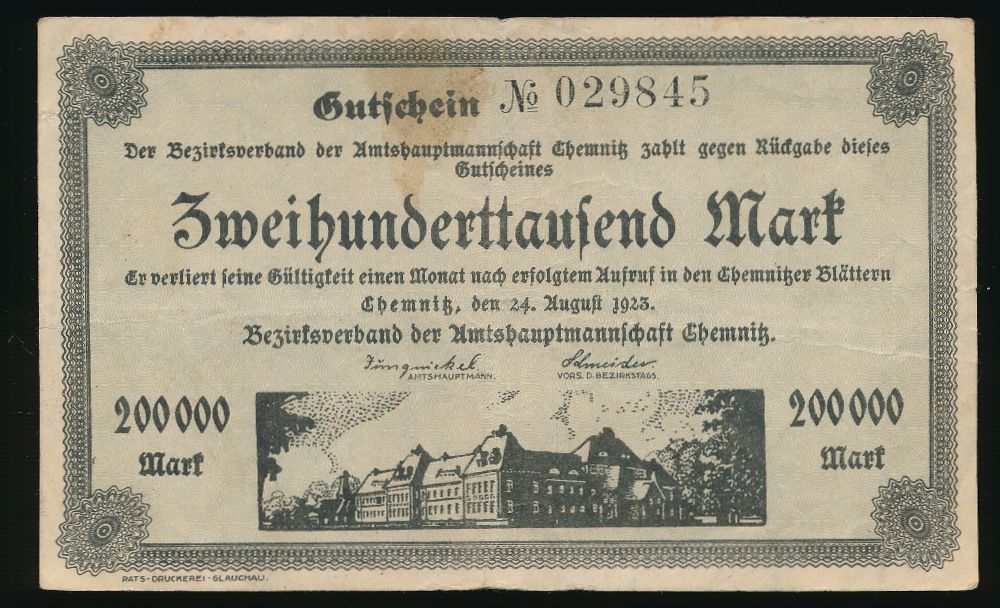 Gutschein № 029845
Der Bezirksverband der Amtshauptmannschaft Chemnitz zahlt gegen Rückgabe dieses
Gutscheines
Zweihunderttausend Mark
Er verliert seine Gültigkeit einen Monat nach erfolgtem Aufruf in den Chemnitzer Blättern
Chemnitz, den 24. August 1923.
Bezirksverband der Amtshauptmannschaft Chemnitz.
Jungnickel. Schneider.
AMTSHAUPTMANN. VORS. D. BEZIRKSTAGS.
200000 200000
Mark Mark
RATS-DRUCKEREI·GLAUCHAU.